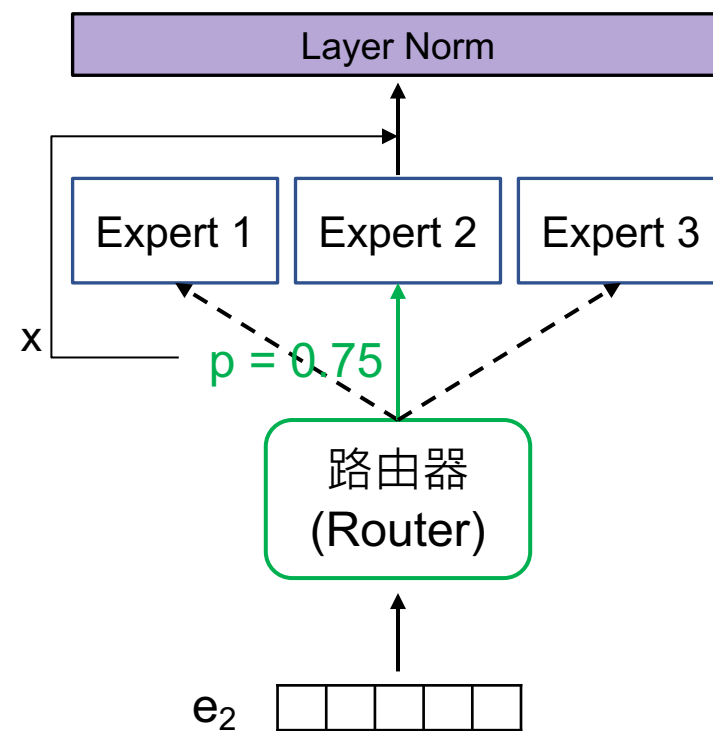 Layer Norm
Expert 1
Expert 2
Expert 3
x
p = 0.75
路由器
(Router)
e₂